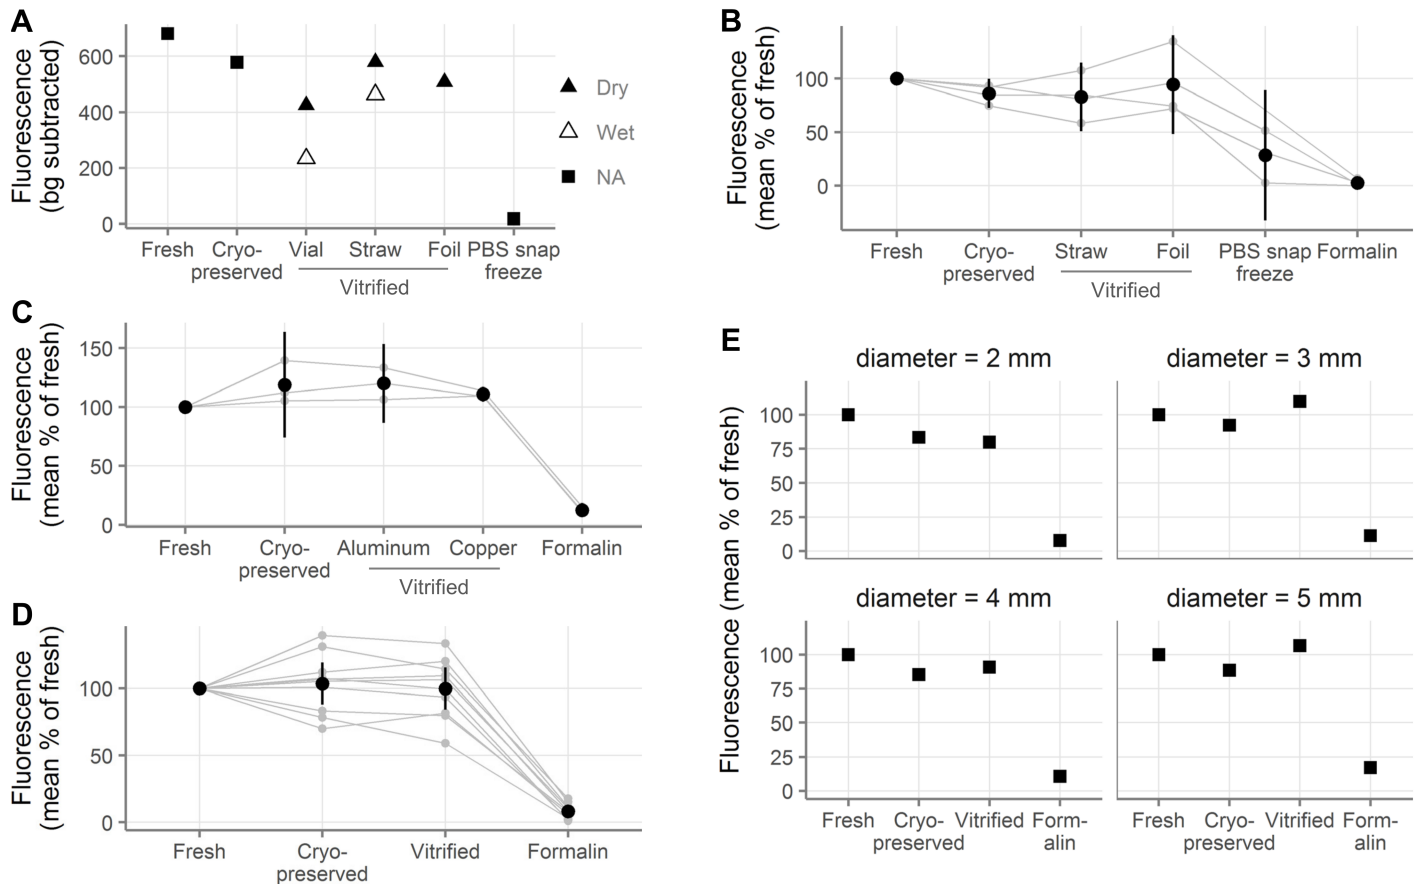 A
Fluorescence
(bg subtracted)
600
400
200
0
Fresh
Cryo-
preserved
Vial
Straw
Foil
PBS snap
freeze
Vitrified
Dry
Wet
NA
B
Fluorescence
(mean % of fresh)
100
50
0
Fresh
Cryo-
preserved
Straw
Foil
PBS snap
freeze
Formalin
Vitrified
C
Fluorescence
(mean % of fresh)
150
100
50
0
Fresh
Cryo-
preserved
Aluminum
Copper
Formalin
Vitrified
D
Fluorescence
(mean % of fresh)
100
50
0
Fresh
Cryo-
preserved
Vitrified
Formalin
E
Fluorescence (mean % of fresh)
diameter = 2 mm
diameter = 3 mm
100
75
50
25
0
diameter = 4 mm
diameter = 5 mm
100
75
50
25
0
Fresh
Cryo-
preserved
Vitrified
Form-
alin
Fresh
Cryo-
preserved
Vitrified
Form-
alin